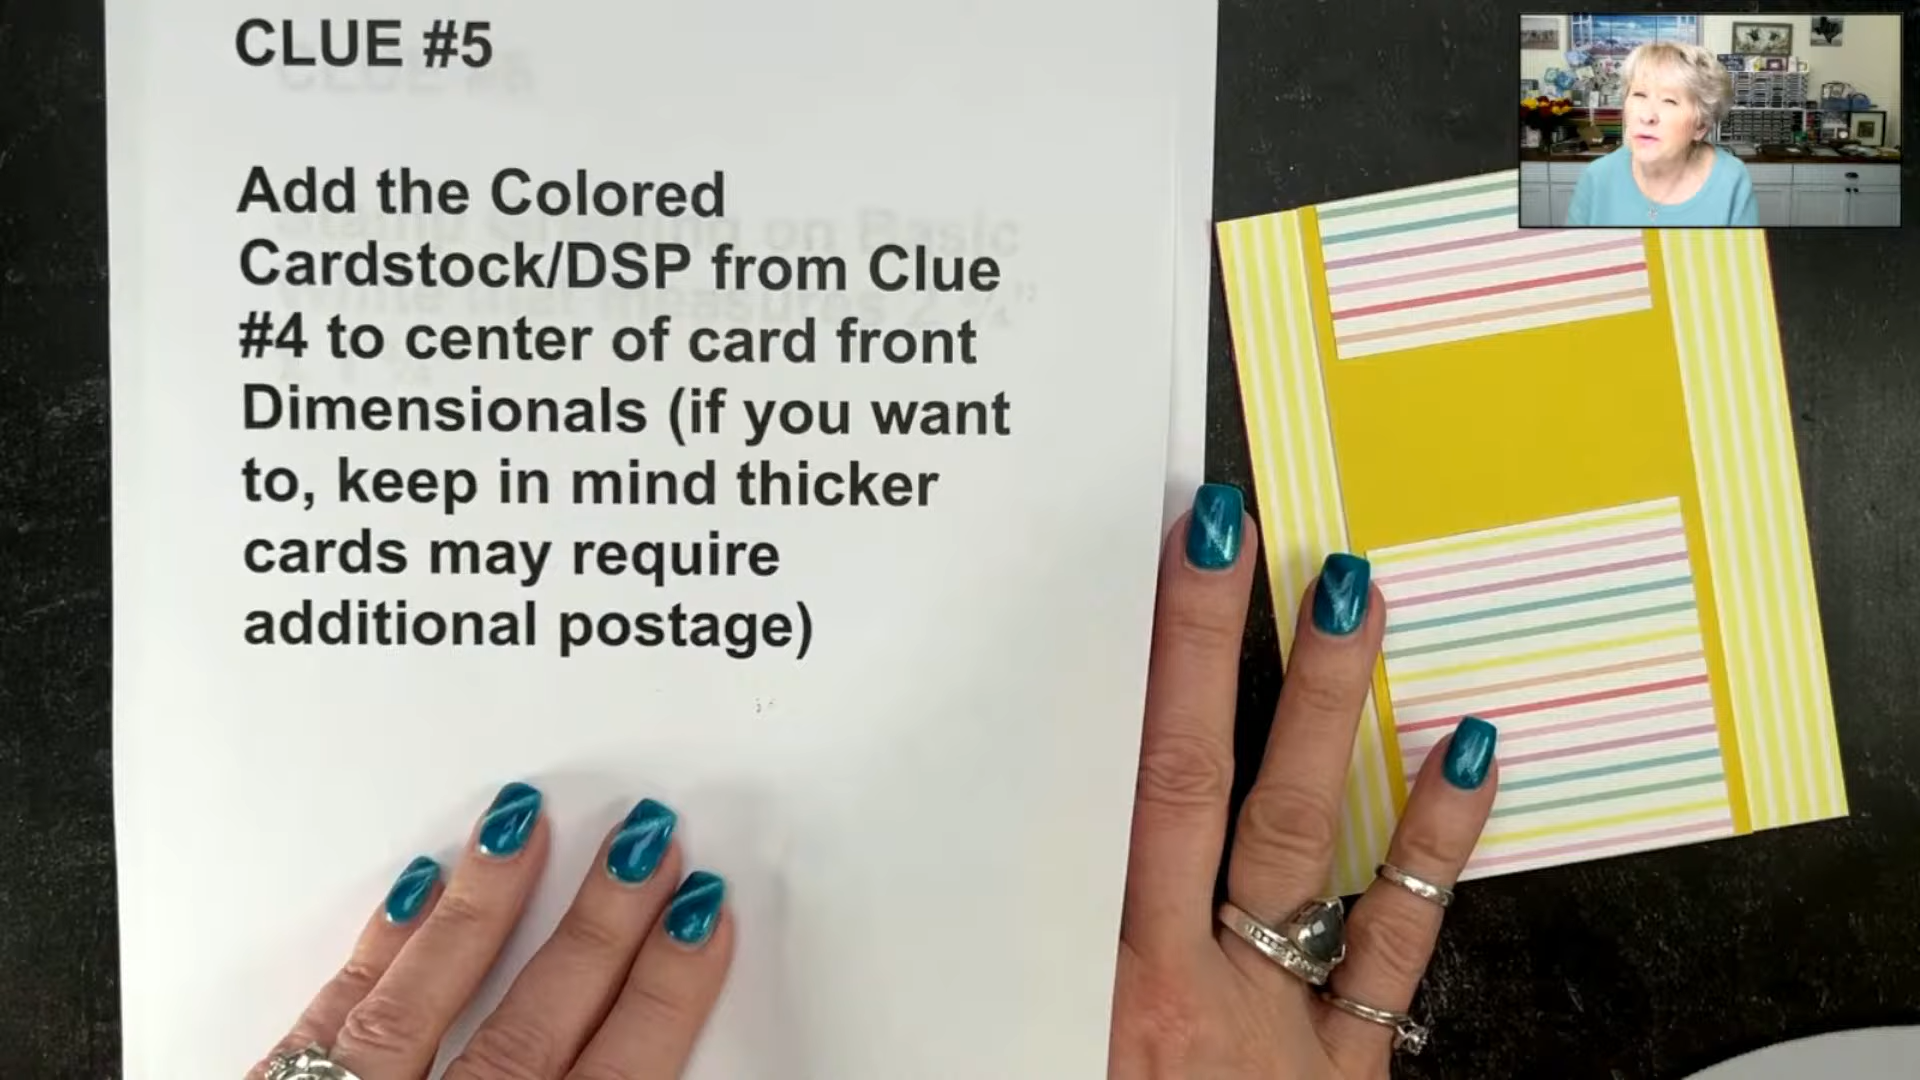 CLUE #5
Add the Colored
Cardstock/DSP from Clue
#4 to center of card front
Dimensionals (if you want
to, keep in mind thicker
cards may require
additional postage)